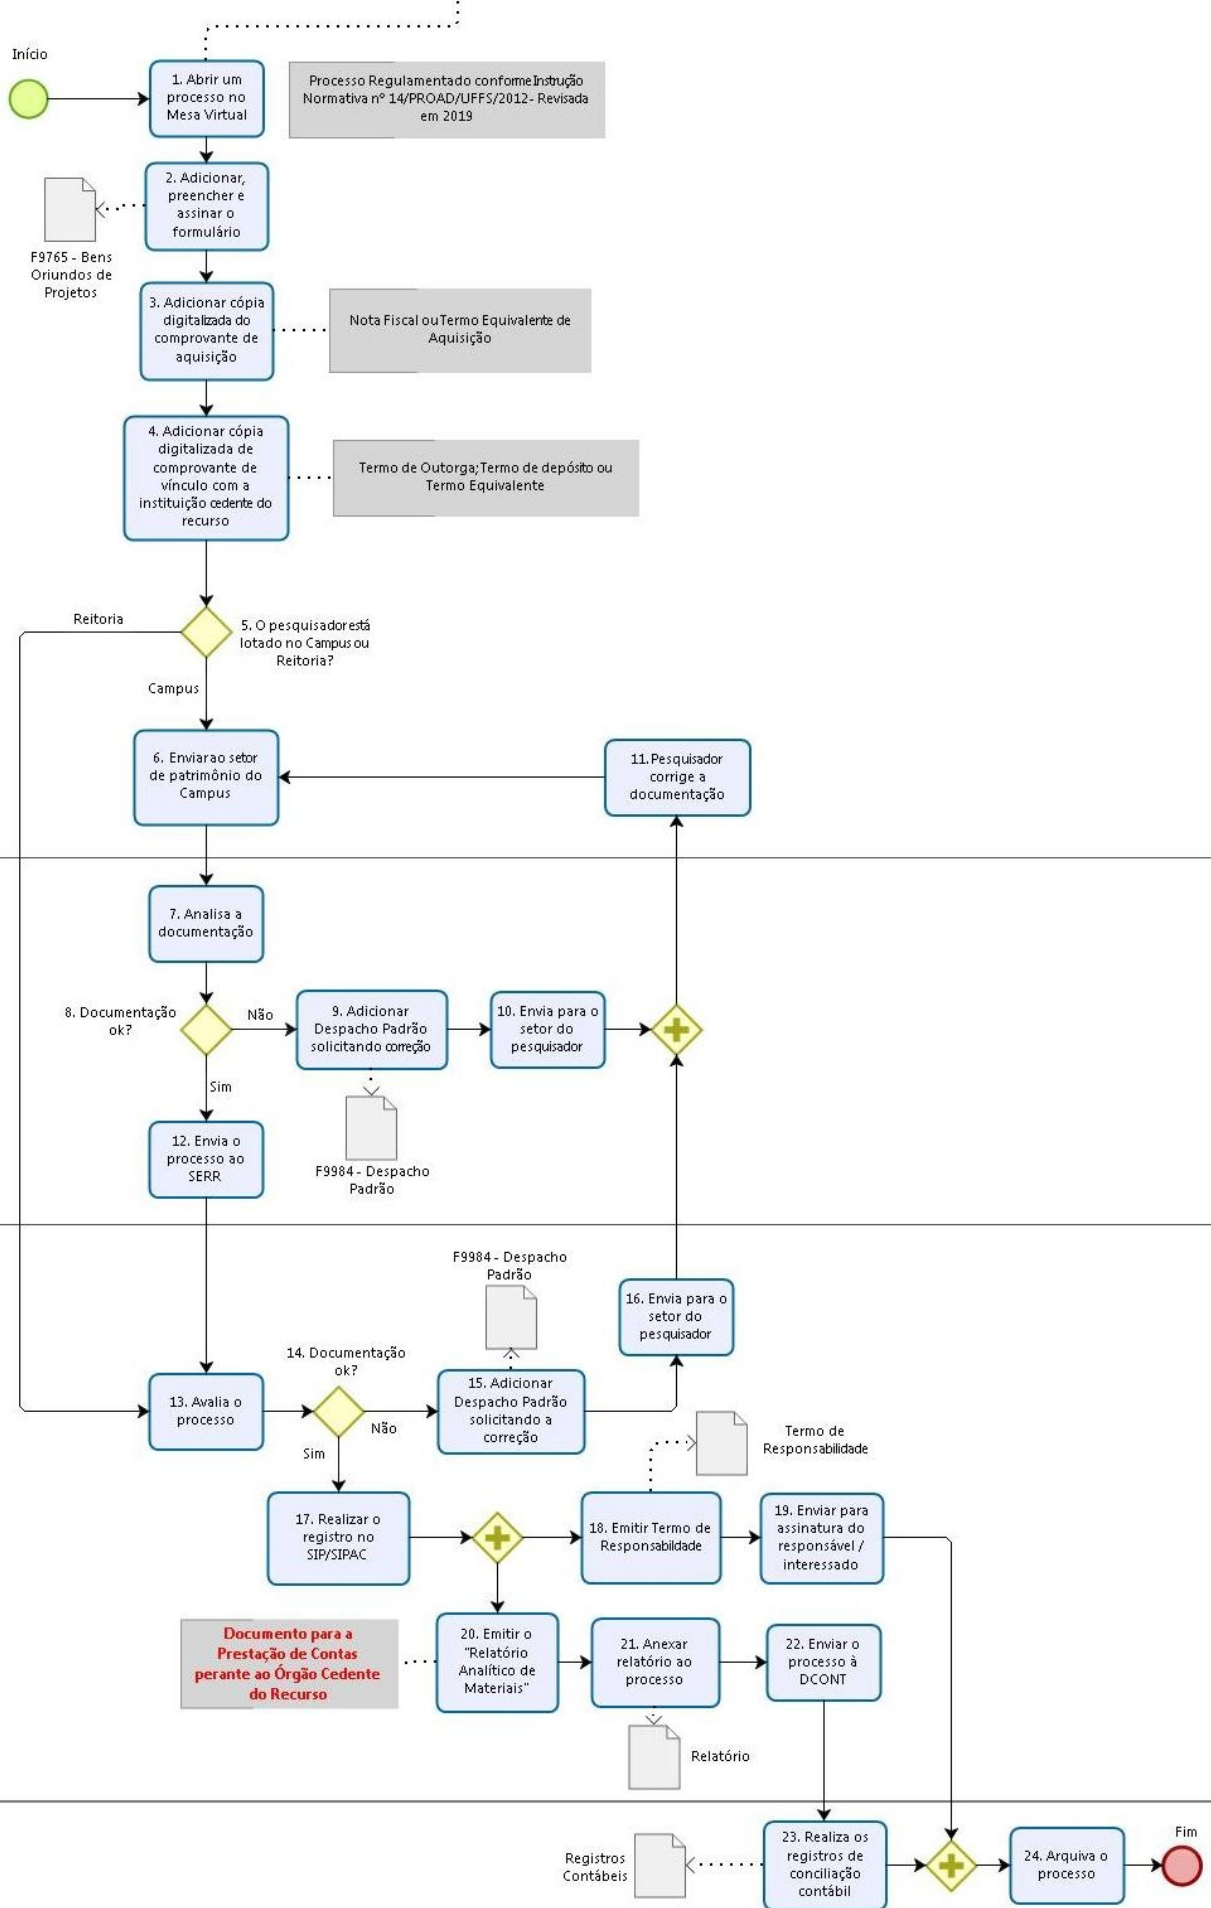 Início
1. Abrir um
processo no
Mesa Virtual
Processo Regulamentado conforme Instrução
Normativa nº 14/PROAD/UFFS/2012- Revisada
em 2019
2. Adicionar,
preencher e
assinar o
formulário
F9765 - Bens
Oriundos de
Projetos
3. Adicionar cópia
digitalizada do
comprovante de
aquisição
Nota Fiscal ou Termo Equivalente de
Aquisição
4. Adicionar cópia
digitalizada de
comprovante de
vínculo com a
instituição cedente do
recurso
Termo de Outorga; Termo de depósito ou
Termo Equivalente
Reitoria
5. O pesquisador está
lotado no Campus ou
Reitoria?
Campus
6. Enviar ao setor
de patrimônio do
Campus
11. Pesquisador
corrige a
documentação
7. Analisa a
documentação
8. Documentação
ok?
Não
9. Adicionar
Despacho Padrão
solicitando correção
10. Envia para o
setor do
pesquisador
Sim
F9984 - Despacho
Padrão
12. Envia o
processo ao
SERR
F9984 - Despacho
Padrão
16. Envia para o
setor do
pesquisador
14. Documentação
ok?
13. Avalia o
processo
Não
15. Adicionar
Despacho Padrão
solicitando a
correção
Sim
Termo de
Responsabilidade
17. Realizar o
registro no
SIP/SIPAC
18. Emitir Termo de
Responsabildade
19. Enviar para
assinatura do
responsável /
interessado
Documento para a
Prestação de Contas
perante ao Órgão Cedente
do Recurso
20. Emitir o
"Relatório
Analítico de
Materiais"
21. Anexar
relatório ao
processo
22. Enviar o
processo à
DCONT
Relatório
Registros
Contábeis
23. Realiza os
registros de
conciliação
contábil
24. Arquiva o
processo
Fim